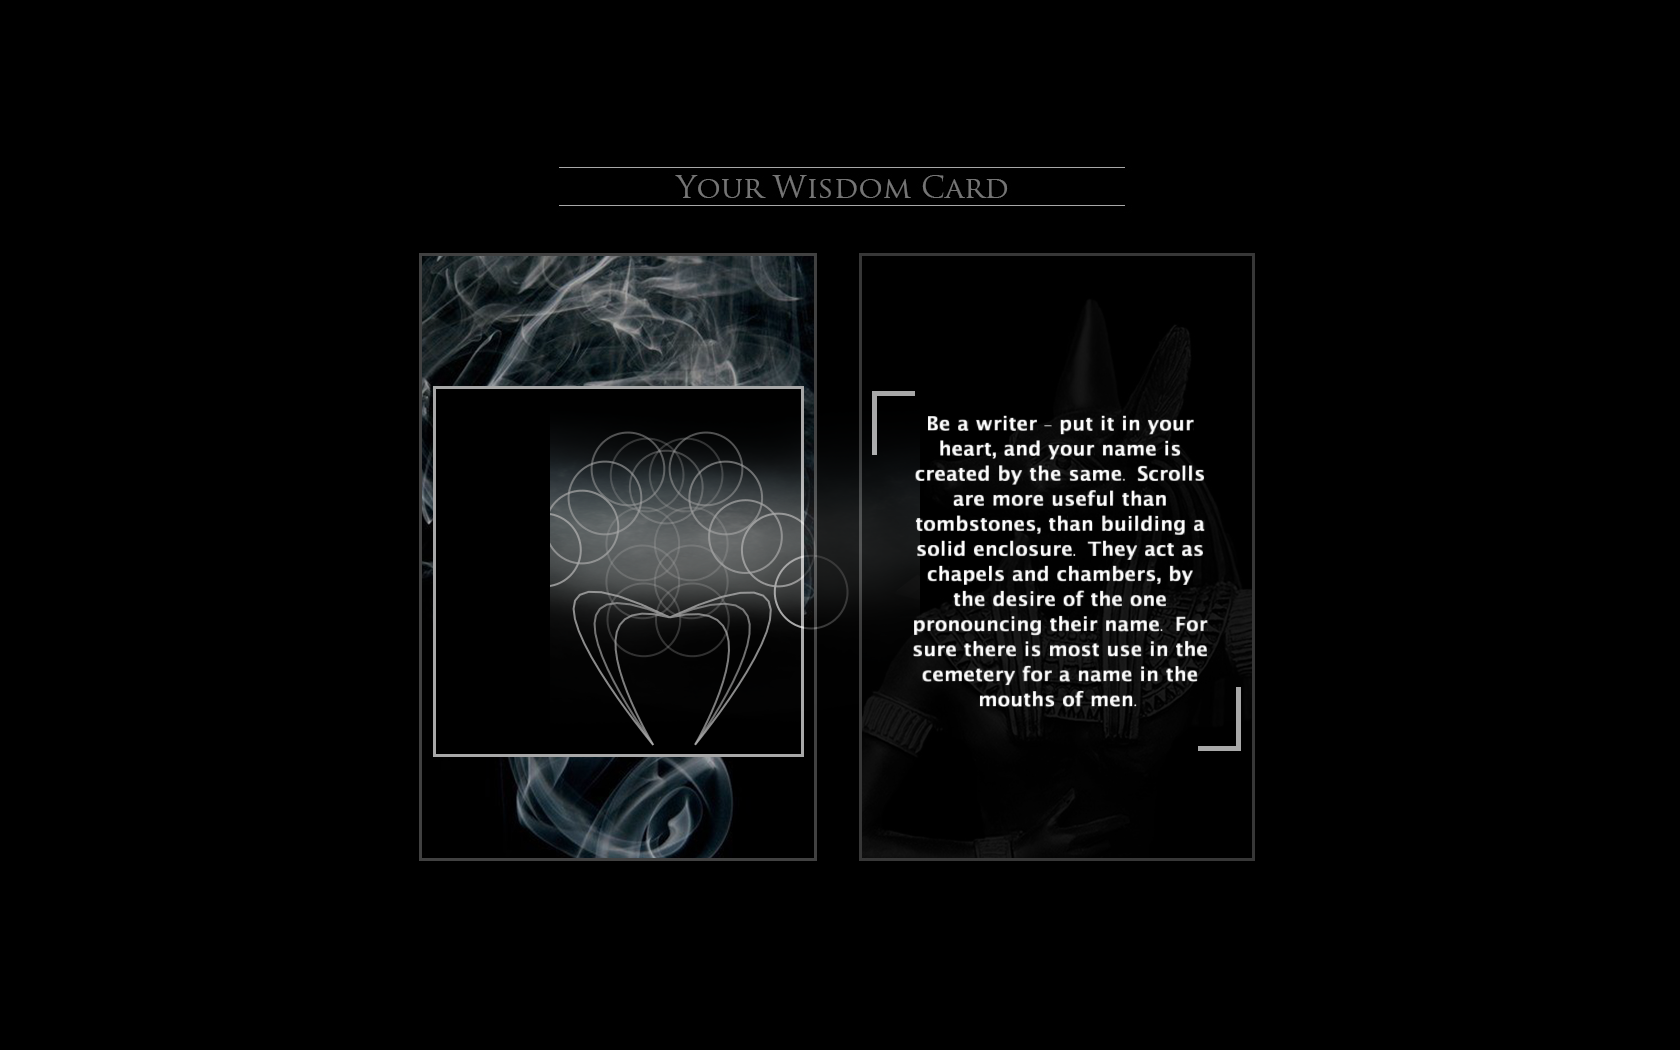 Your Wisdom Card
Be a writer - put it in your
heart, and your name is
created by the same. Scrolls
are more useful than
tombstones, than building a
solid enclosure. They act as
chapels and chambers, by
the desire of the one
pronouncing their name. For
sure there is most use in the
cemetery for a name in the
mouths of men.